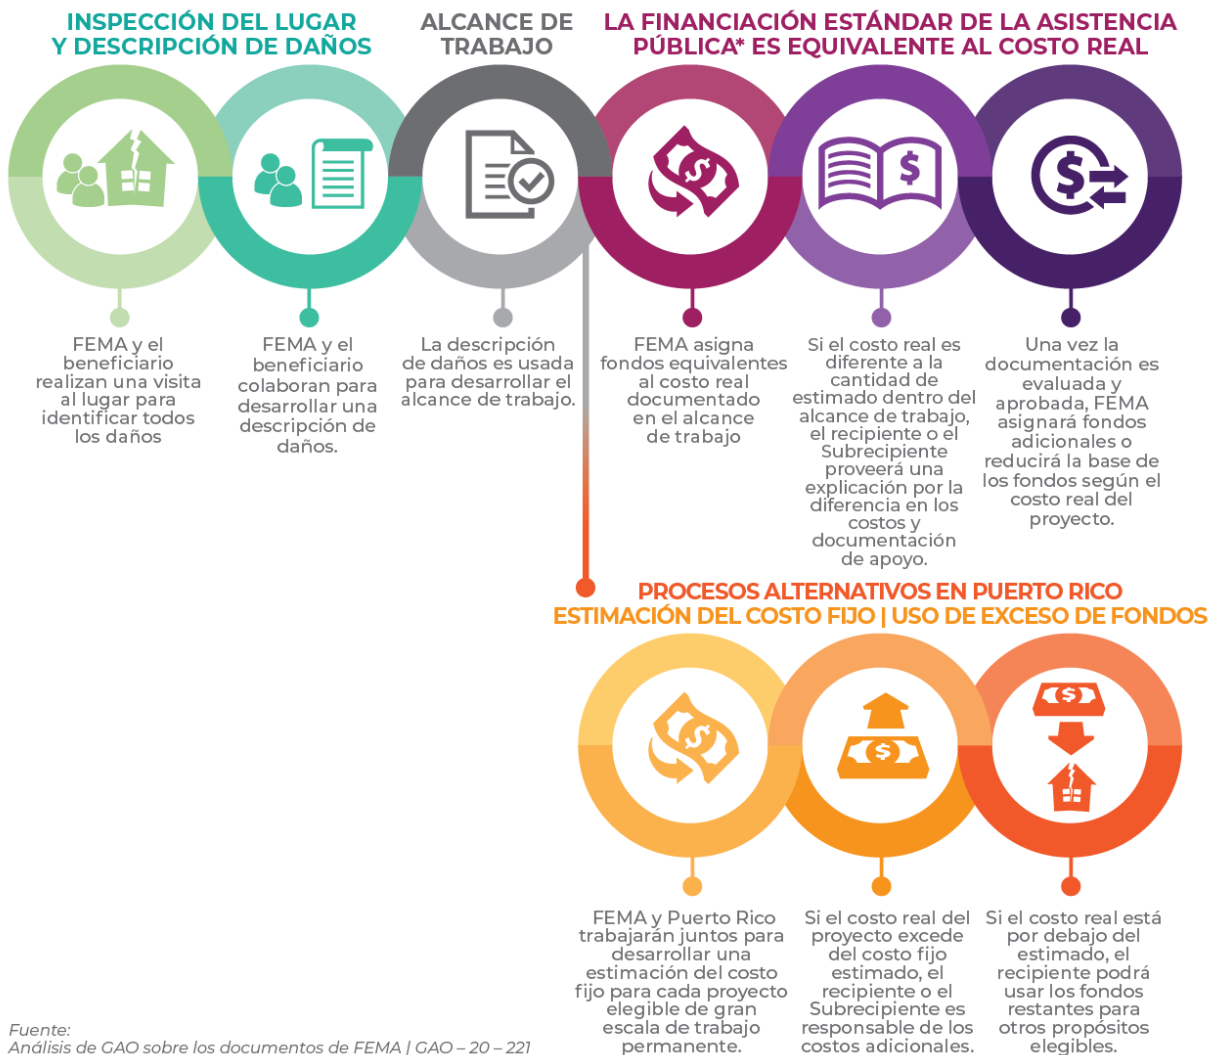 INSPECCIÓN DEL LUGAR
Y DESCRIPCIÓN DE DAÑOS
ALCANCE DE
TRABAJO
LA FINANCIACIÓN ESTÁNDAR DE LA ASISTENCIA
PÚBLICA* ES EQUIVALENTE AL COSTO REAL
$
$
$
FEMA y el
beneficiario
realizan una visita
al lugar para
identificar todos
los daños
FEMA y el
beneficiario
colaboran para
desarrollar una
descripción de
daños.
La descripción
de daños es usada
para desarrollar el
alcance de trabajo.
FEMA asigna
fondos equivalentes
al costo real
documentado
en el alcance
de trabajo
Si el costo real es
diferente a la
cantidad de
estimado dentro del
alcance de trabajo,
el recipiente o el
Subrecipiente
proveerá una
explicación por la
diferencia en los
costos y
documentación
de apoyo.
Una vez la
documentación es
evaluada y
aprobada, FEMA
asignará fondos
adicionales o
reducirá la base de
los fondos según el
costo real del
proyecto.
PROCESOS ALTERNATIVOS EN PUERTO RICO
ESTIMACIÓN DEL COSTO FIJO | USO DE EXCESO DE FONDOS
$
$
$
FEMA y Puerto Rico
trabajarán juntos para
desarrollar una
estimación del costo
fijo para cada proyecto
elegible de gran
escala de trabajo
permanente.
Si el costo real del
proyecto excede
del costo fijo
estimado, el
recipiente o el
Subrecipiente es
responsable de los
costos adicionales.
Si el costo real está
por debajo del
estimado, el
recipiente podrá
usar los fondos
restantes para
otros propósitos
elegibles.
Fuente:
Análisis de GAO sobre los documentos de FEMA | GAO – 20 – 221